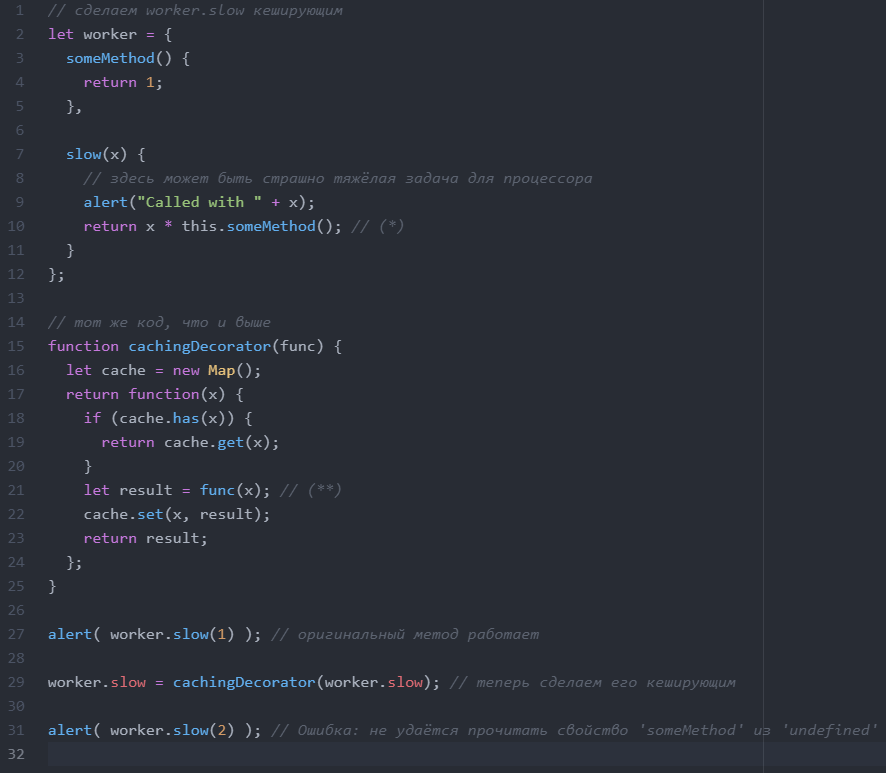 1 // сделаем worker.slow кеширующим
2 let worker = {
3   someMethod() {
4     return 1;
5   },
6
7   slow(x) {
8     // здесь может быть страшно тяжёлая задача для процессора
9     alert("Called with " + x);
10     return x * this.someMethod(); // (*)
11   }
12 };
13
14 // тот же код, что и выше
15 function cachingDecorator(func) {
16   let cache = new Map();
17   return function(x) {
18     if (cache.has(x)) {
19       return cache.get(x);
20     }
21     let result = func(x); // (**)
22     cache.set(x, result);
23     return result;
24   };
25 }
26
27 alert( worker.slow(1) ); // оригинальный метод работает
28
29 worker.slow = cachingDecorator(worker.slow); // теперь сделаем его кеширующим
30
31 alert( worker.slow(2) ); // Ошибка: не удаётся прочитать свойство 'someMethod' из 'undefined'
32